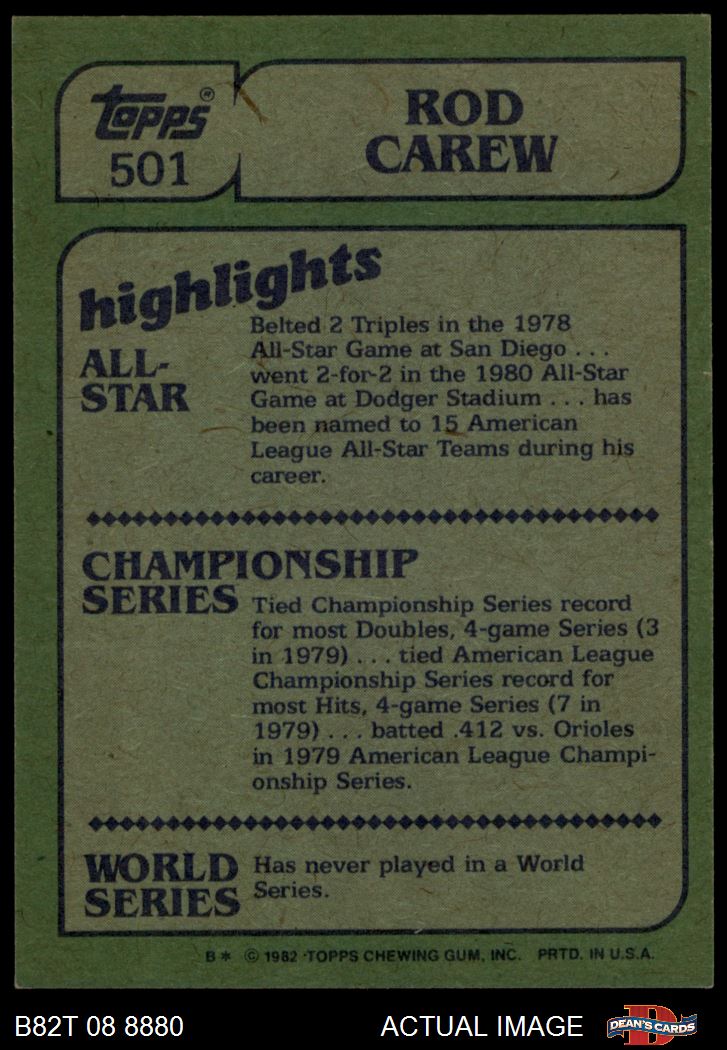 Topps®
501
ROD
CAREW
highlights
ALL-
STAR
Belted 2 Triples in the 1978
All-Star Game at San Diego . . .
went 2-for-2 in the 1980 All-Star
Game at Dodger Stadium . . . has
been named to 15 American
League All-Star Teams during his
career.
CHAMPIONSHIP
SERIES
Tied Championship Series record
for most Doubles, 4-game Series (3
in 1979) . . . tied American League
Championship Series record for
most Hits, 4-game Series (7 in
1979) . . . batted .412 vs. Orioles
in 1979 American League Champi-
onship Series.
WORLD
SERIES
Has never played in a World
Series.
B* © 1982 TOPPS CHEWING GUM, INC. PRTD. IN U.S.A.
B82T 08 8880
ACTUAL IMAGE
D
DEAN'S CARDS